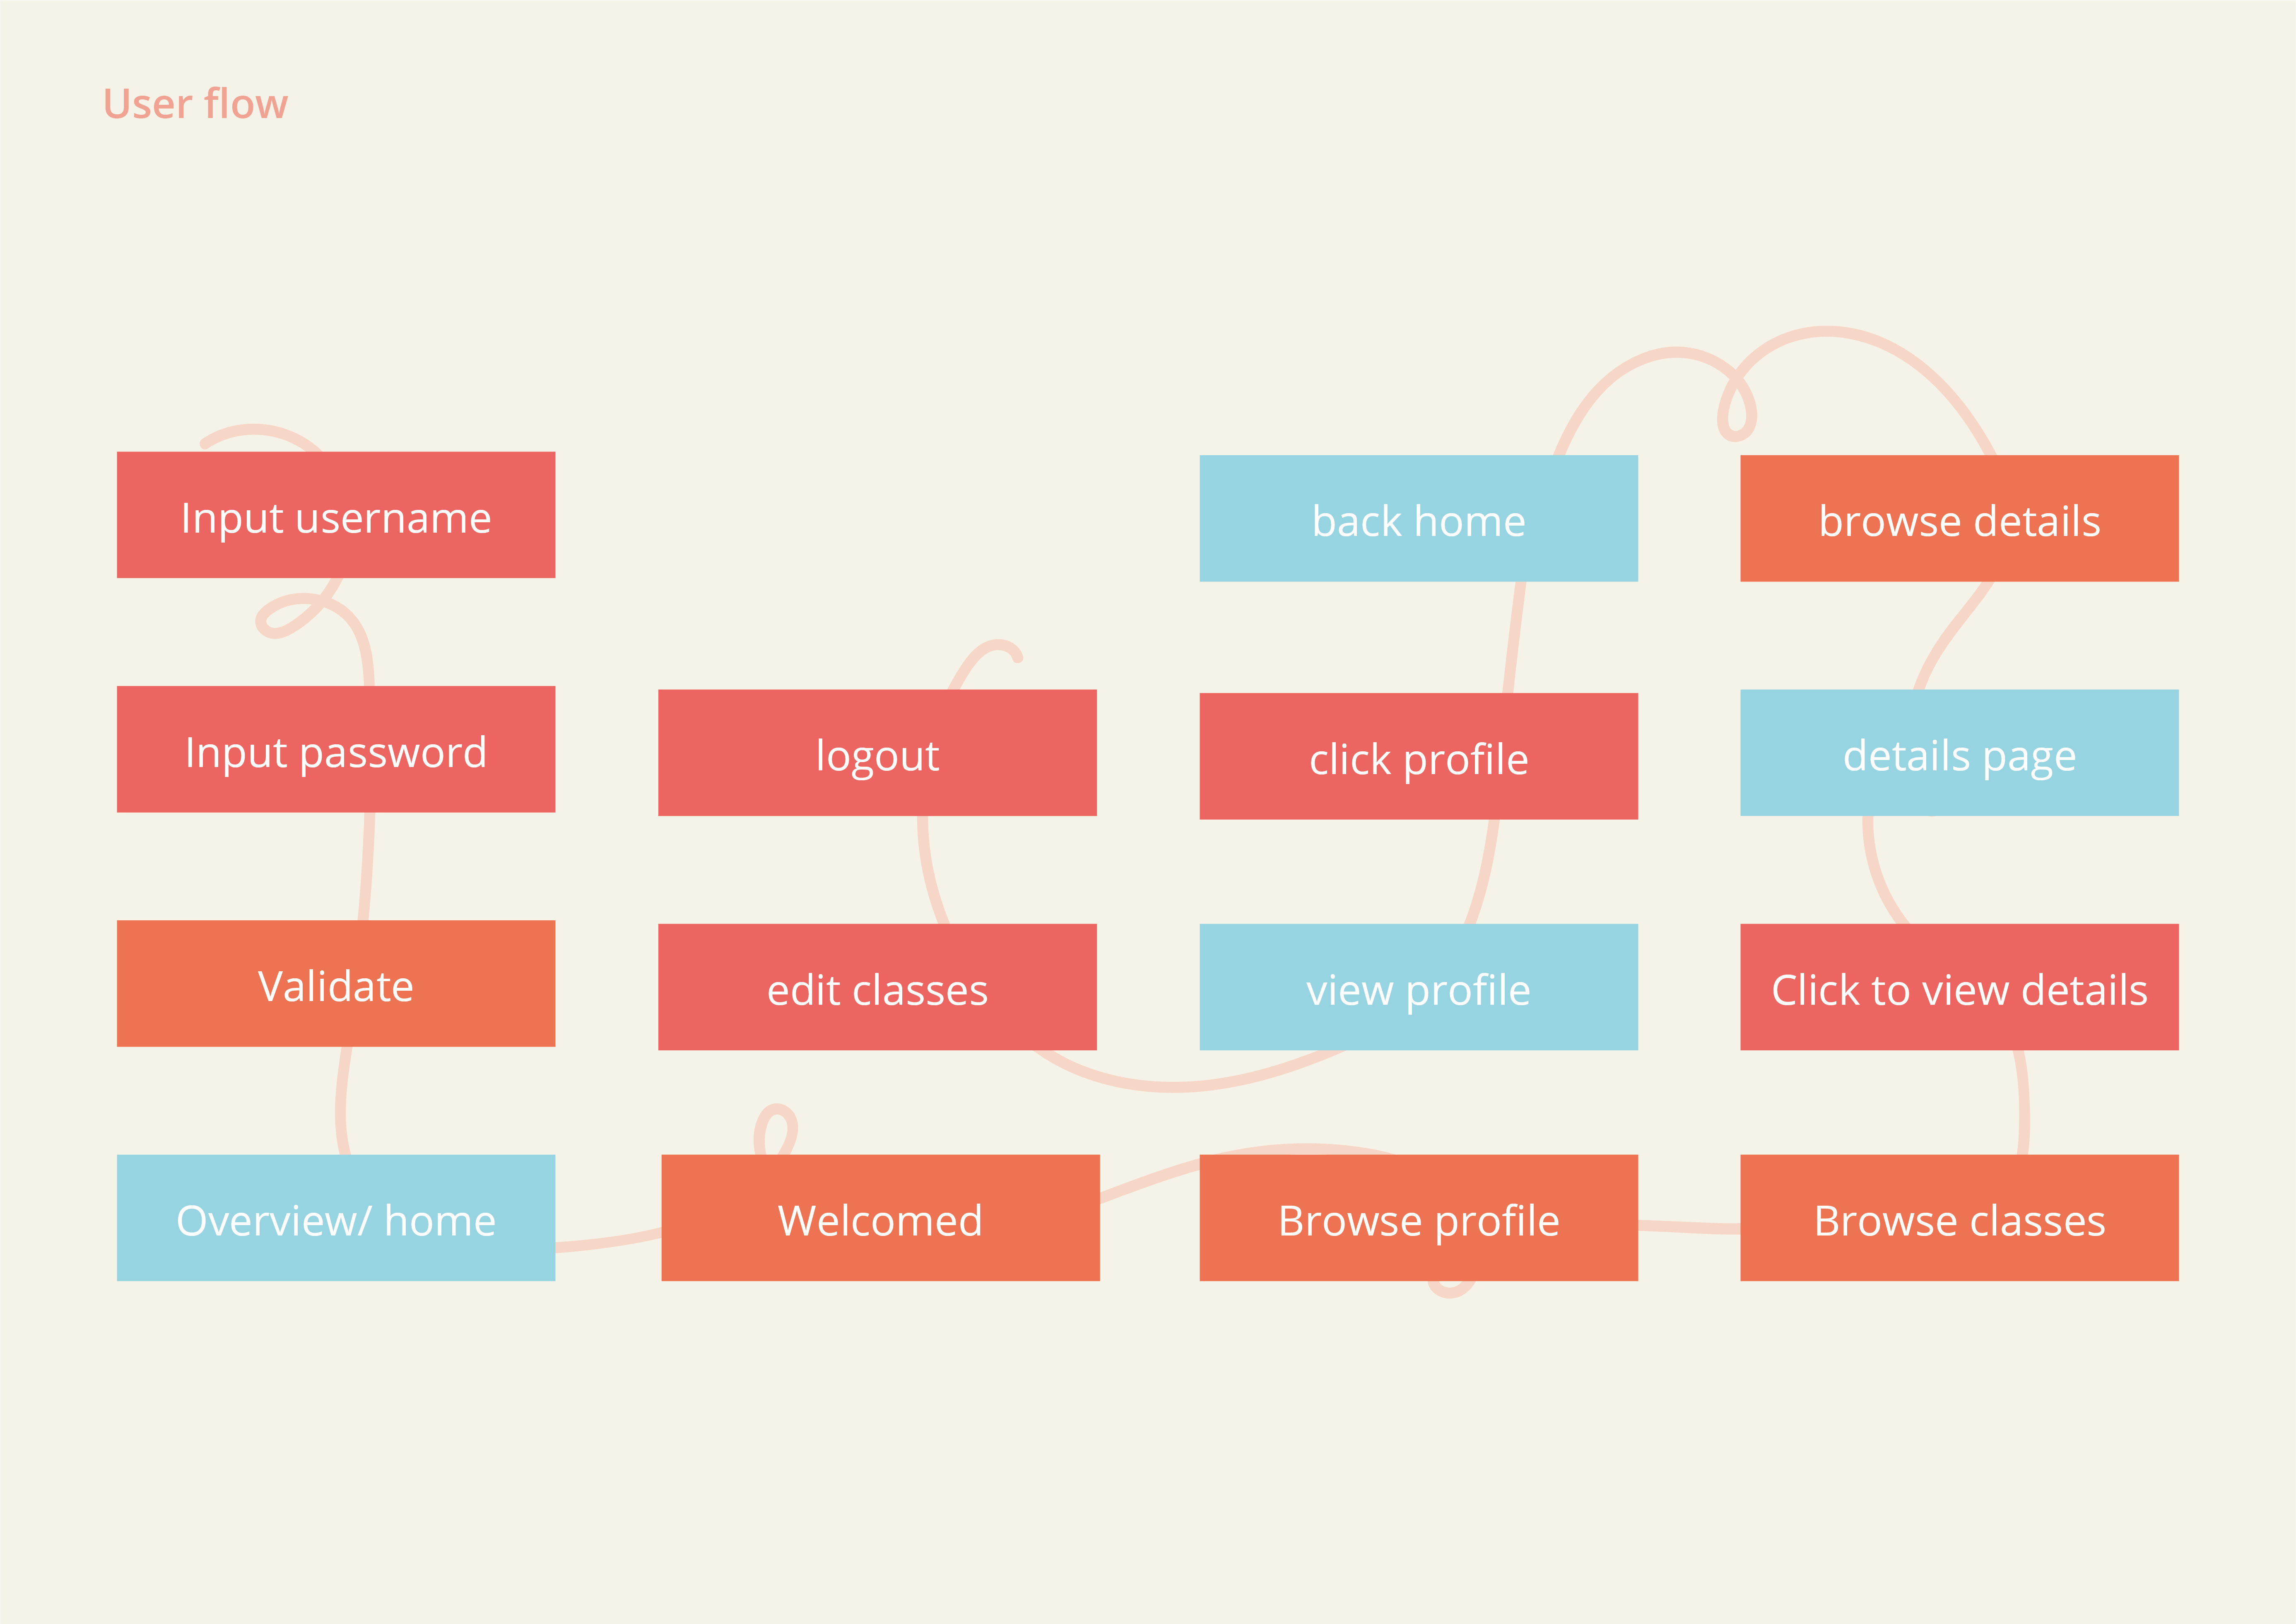 User flow
Input username
Input password
Validate
Overview/ home
logout
edit classes
Welcomed
back home
click profile
view profile
Browse profile
browse details
details page
Click to view details
Browse classes